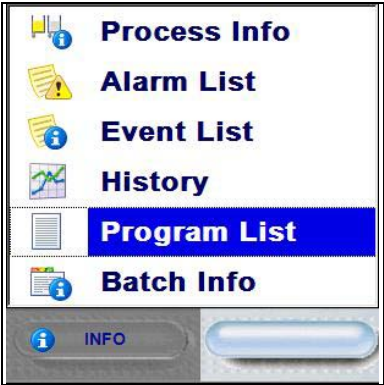 Process Info
Alarm List
Event List
History
Program List
Batch Info
INFO